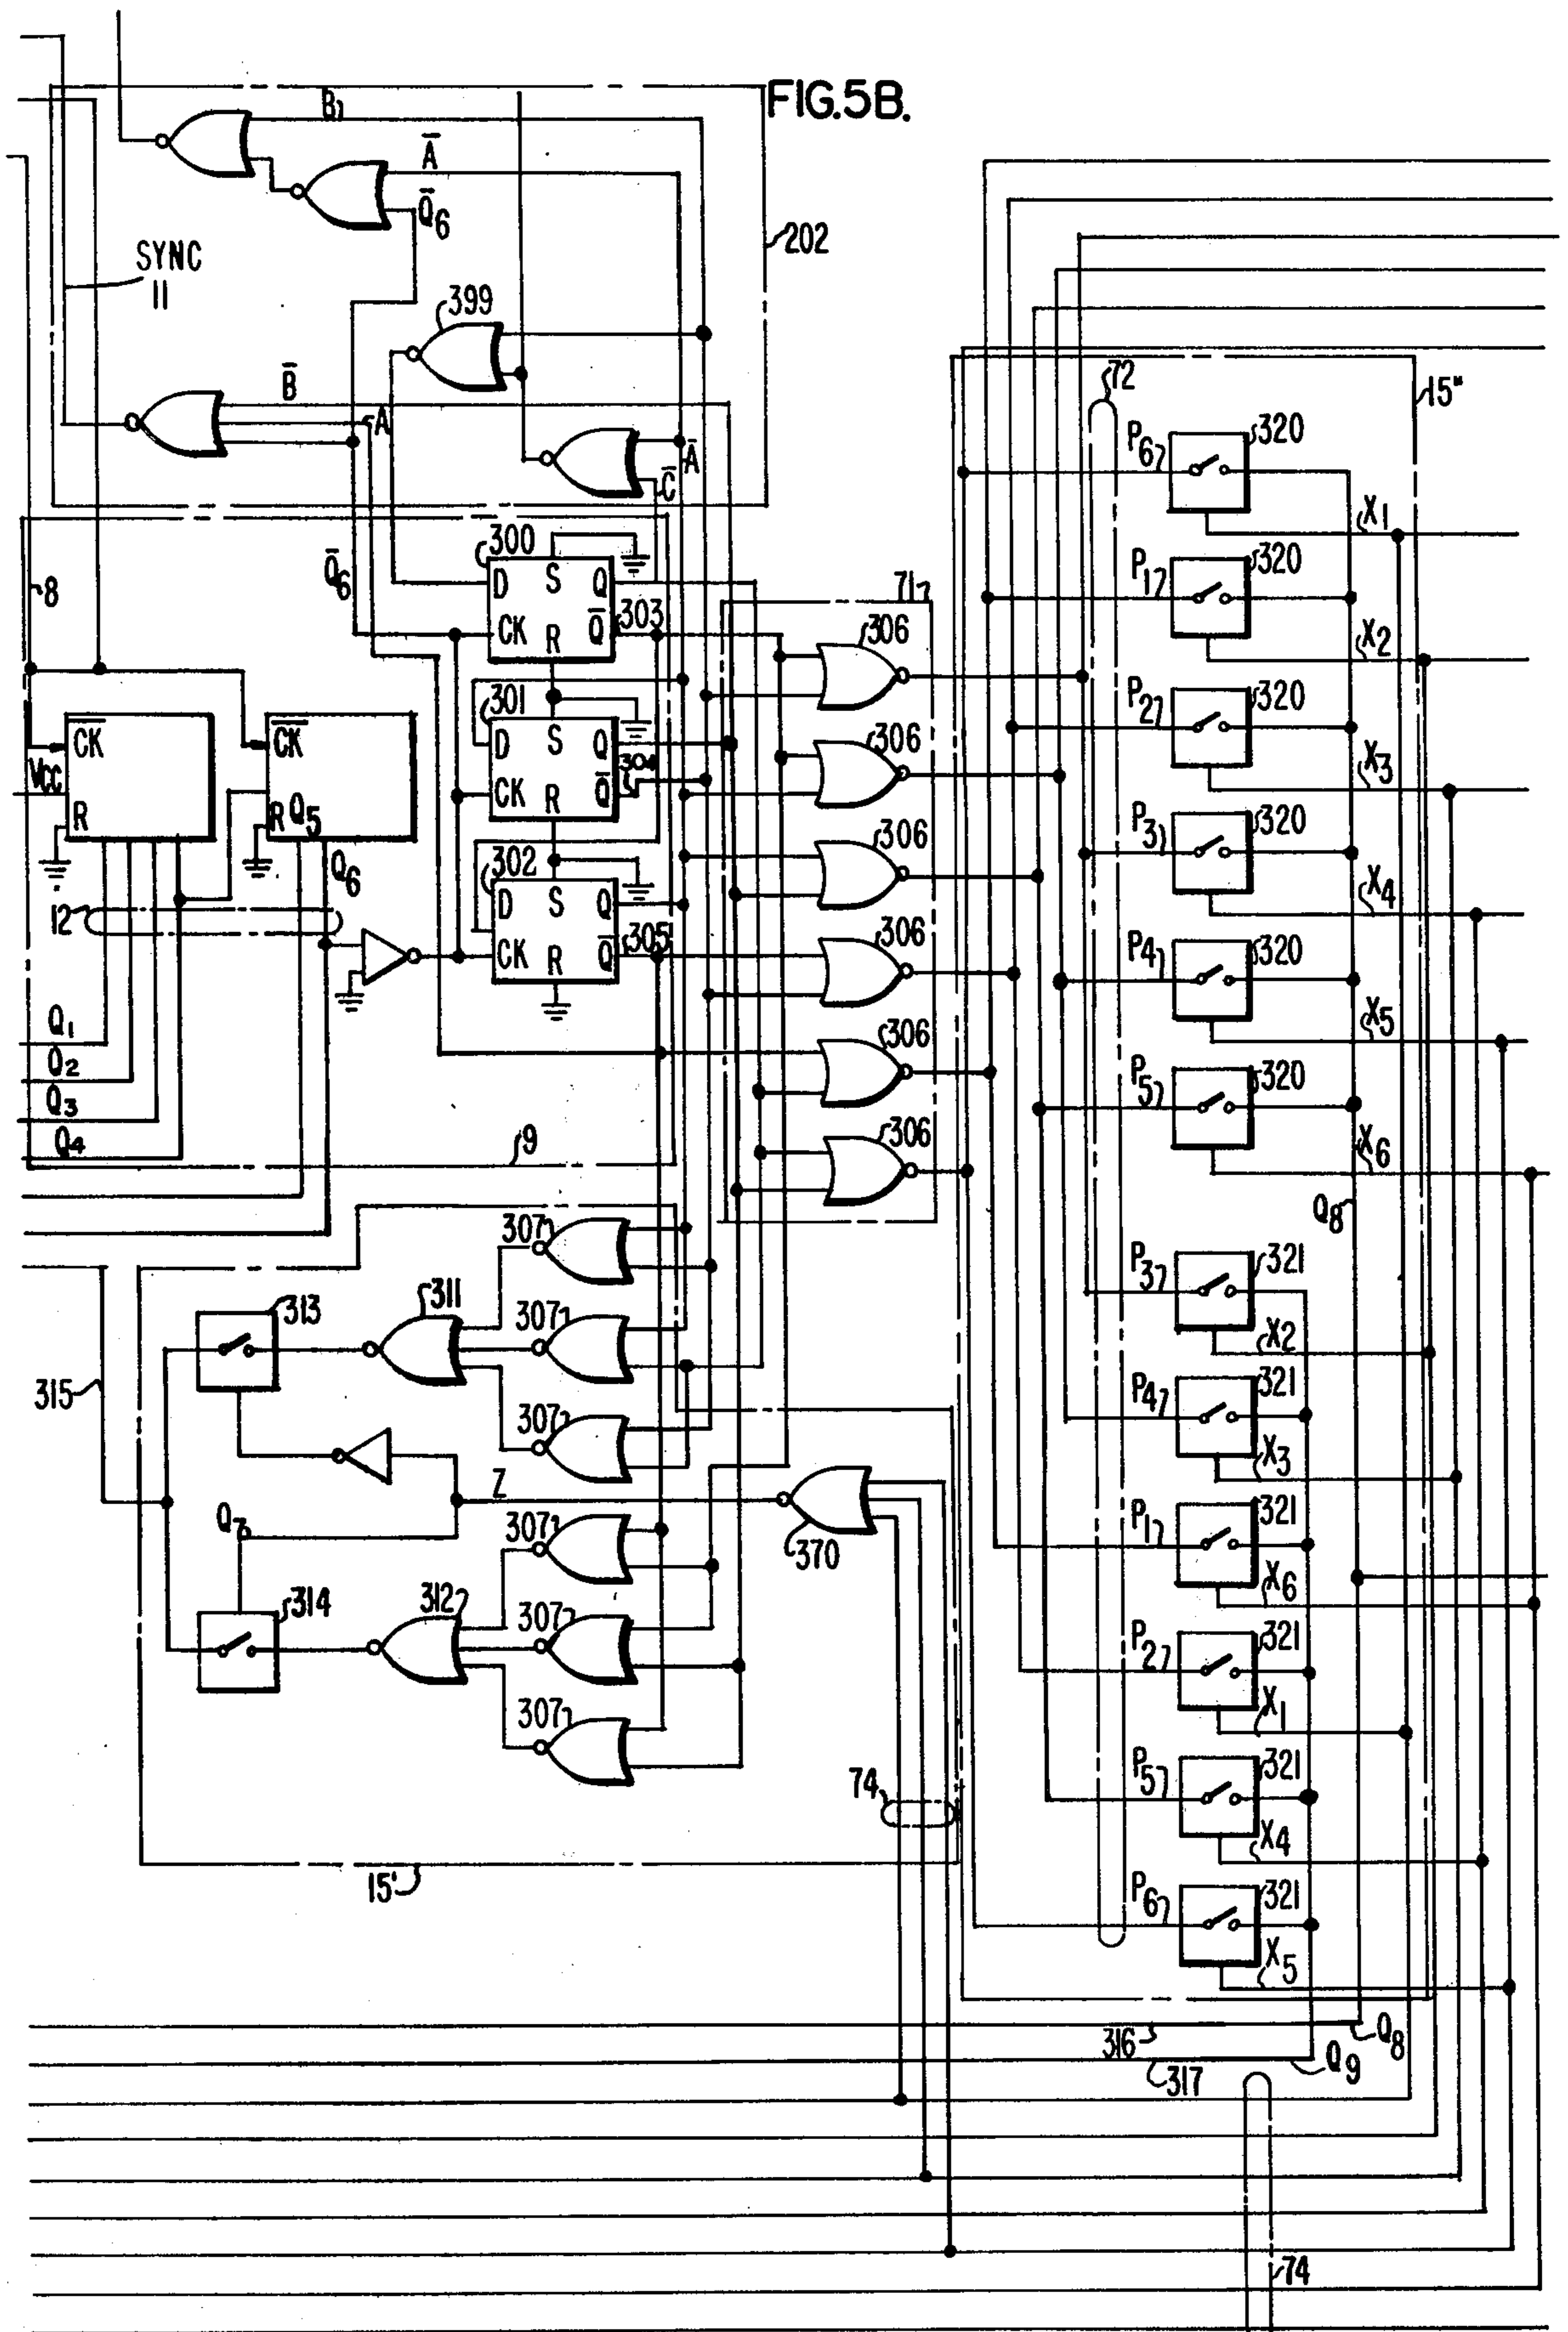 FIG.5B.
B
A̅
Q̅6
202
SYNC
11
399
B̅
A
A̅
C̅
72
15"
P6 320
X1
8
Q̅6
300
D S Q
CK R Q̅ 303
71
306
P1 320
X2
301
D S Q
304
CK R Q̅
306
P2 320
X3
C̅K̅
VCC
R
C̅K̅
R Q5
Q6
302
D S Q
CK R Q̅ 305
306
P3 320
X4
12
306
P4 320
X5
Q1
Q2
Q3
Q4
306
P5 320
X6
9
306
Q8
307
P3 321
X2
313
311
307
315
P4 321
X3
307
Z
Q7
370
307
P1 321
X6
314
312
307
P2 321
X1
307
74
P5 321
X4
15'
P6 321
X5
316
Q8
317
Q9
74